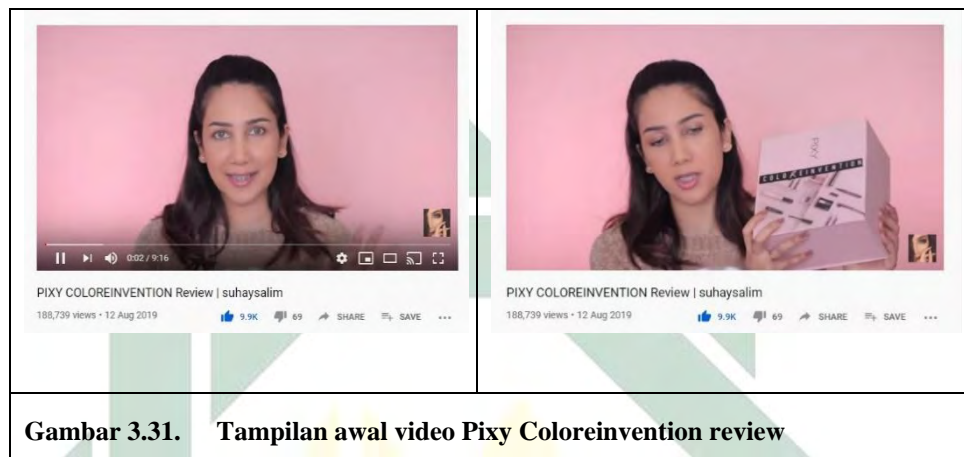 PIXY
COLOREINVENTION
0:02 / 9:16
PIXY COLOREINVENTION Review | suhaysalim
188,739 views • 12 Aug 2019
9.9K
69
SHARE
SAVE
PIXY COLOREINVENTION Review | suhaysalim
188,739 views • 12 Aug 2019
9.9K
69
SHARE
SAVE
Gambar 3.31. Tampilan awal video Pixy Coloreinvention review